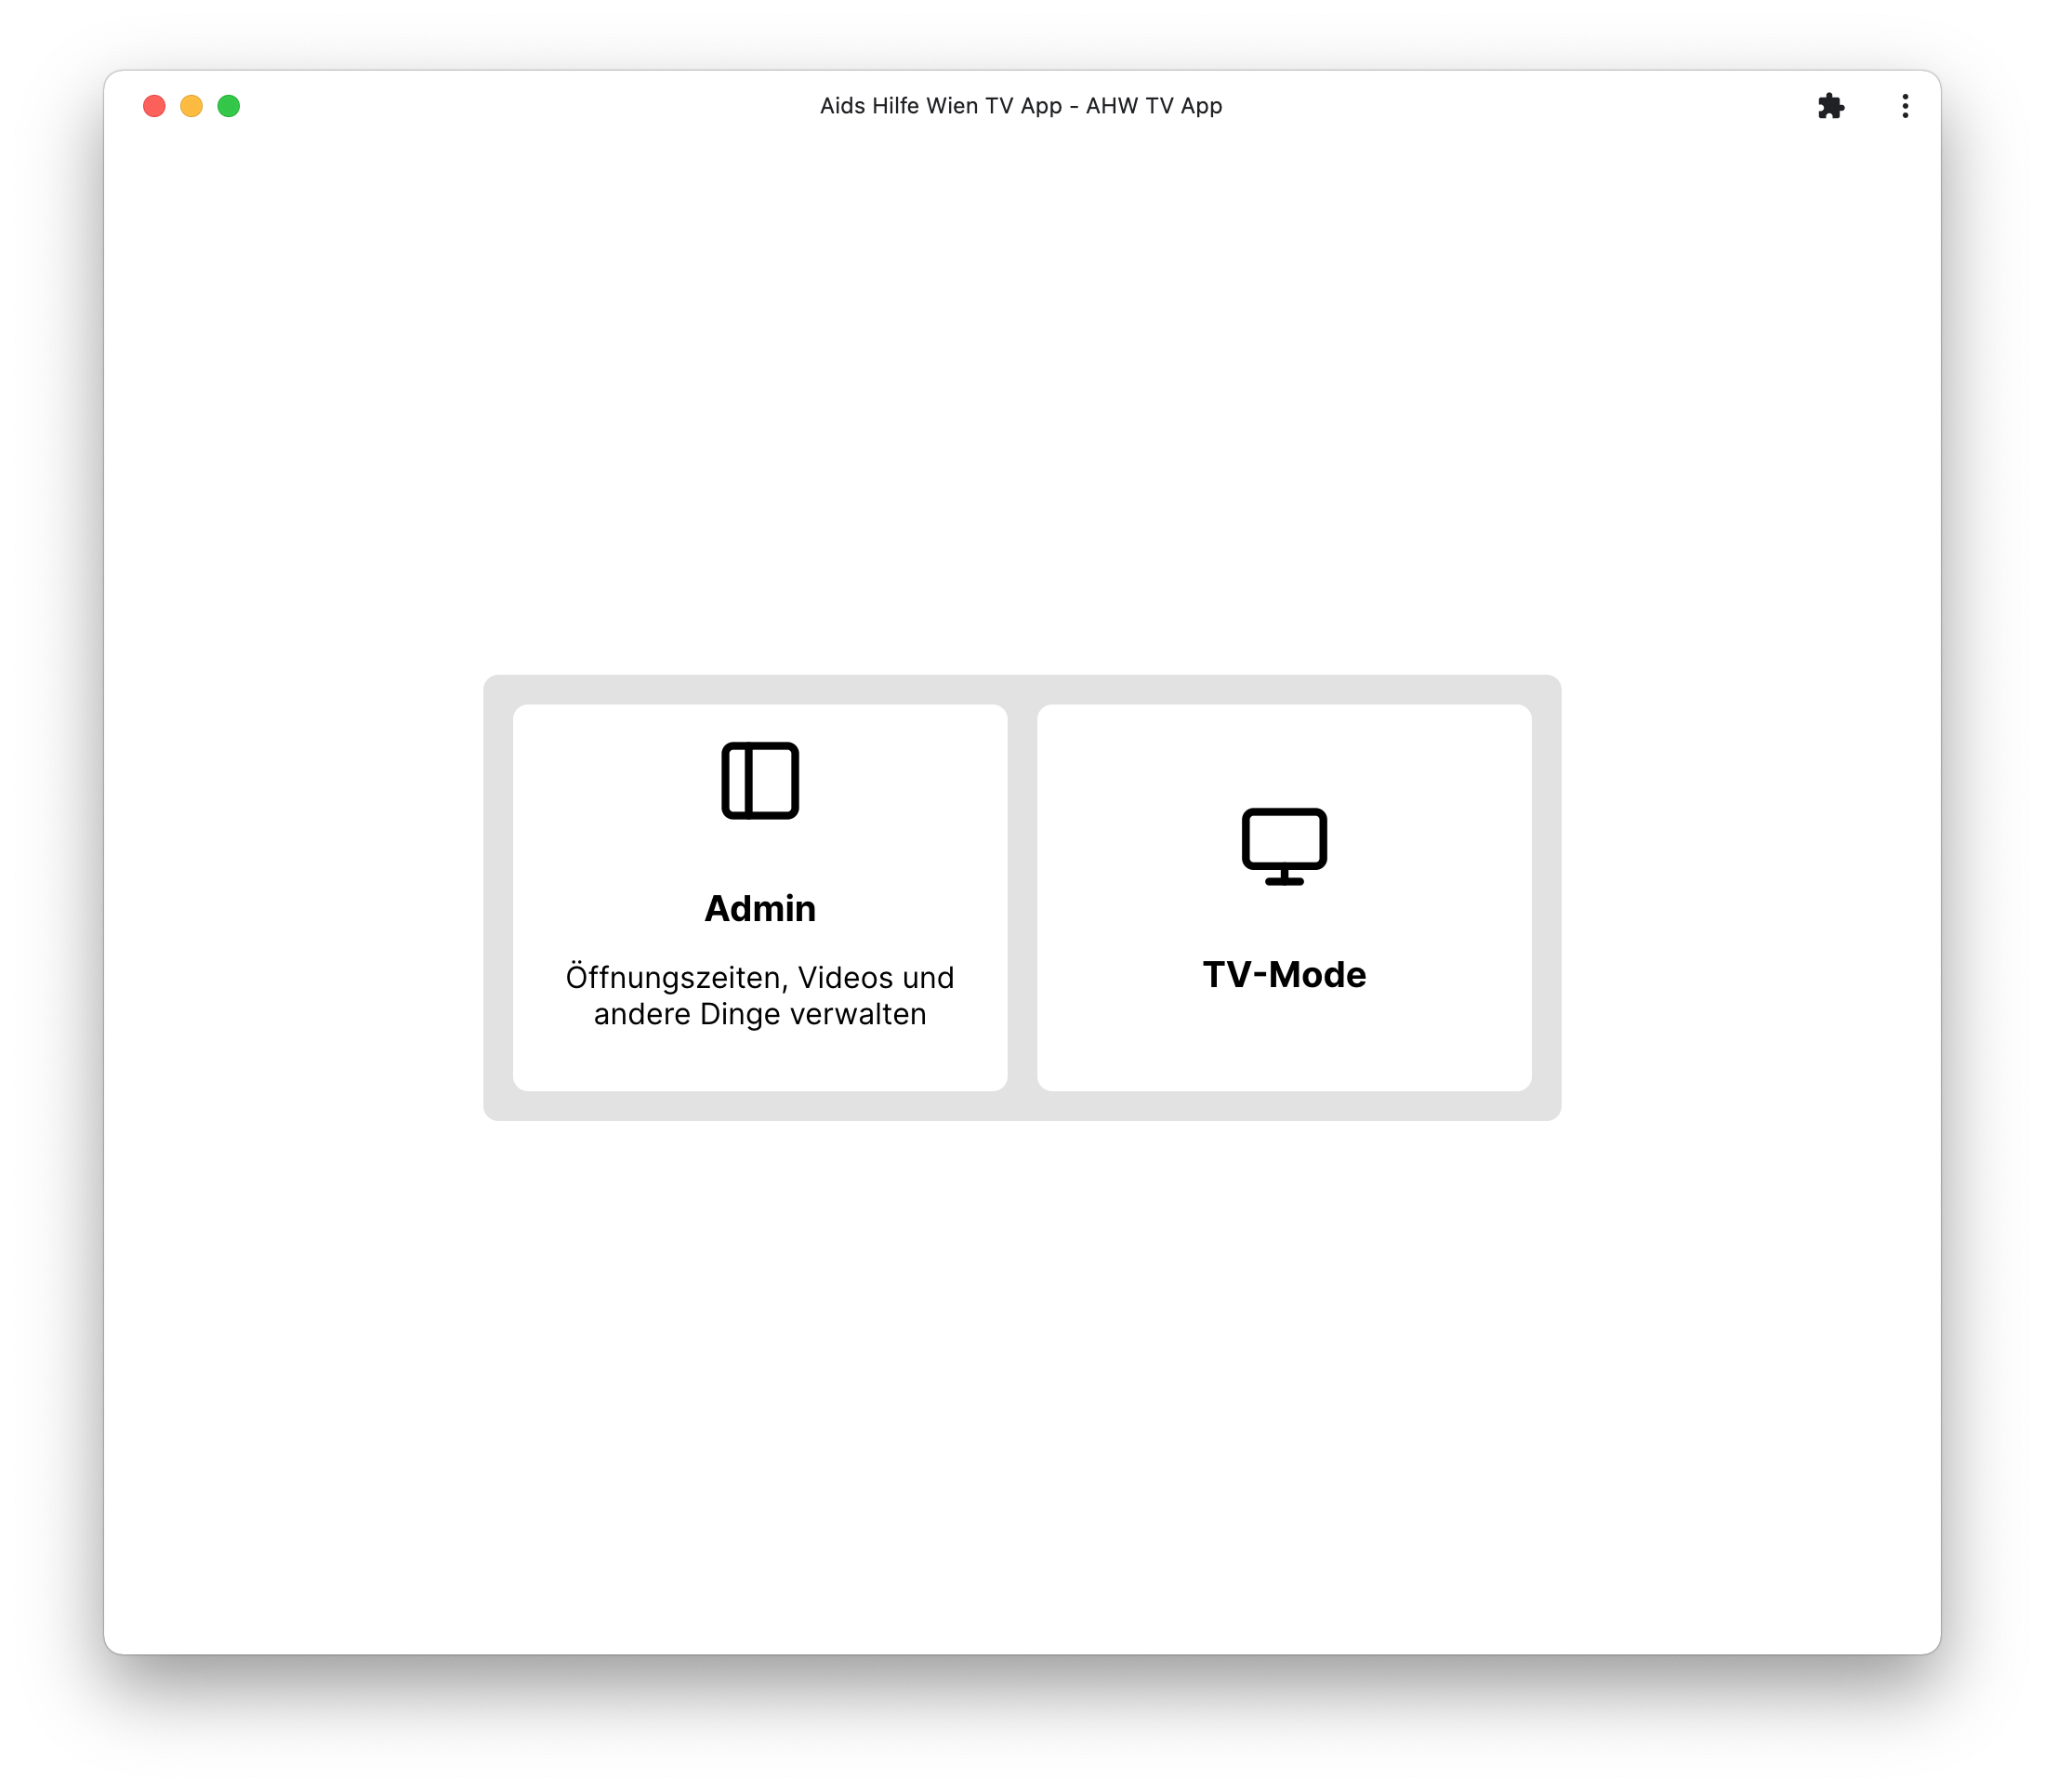 Aids Hilfe Wien TV App - AHW TV App
Admin
Öffnungszeiten, Videos und
andere Dinge verwalten
TV-Mode